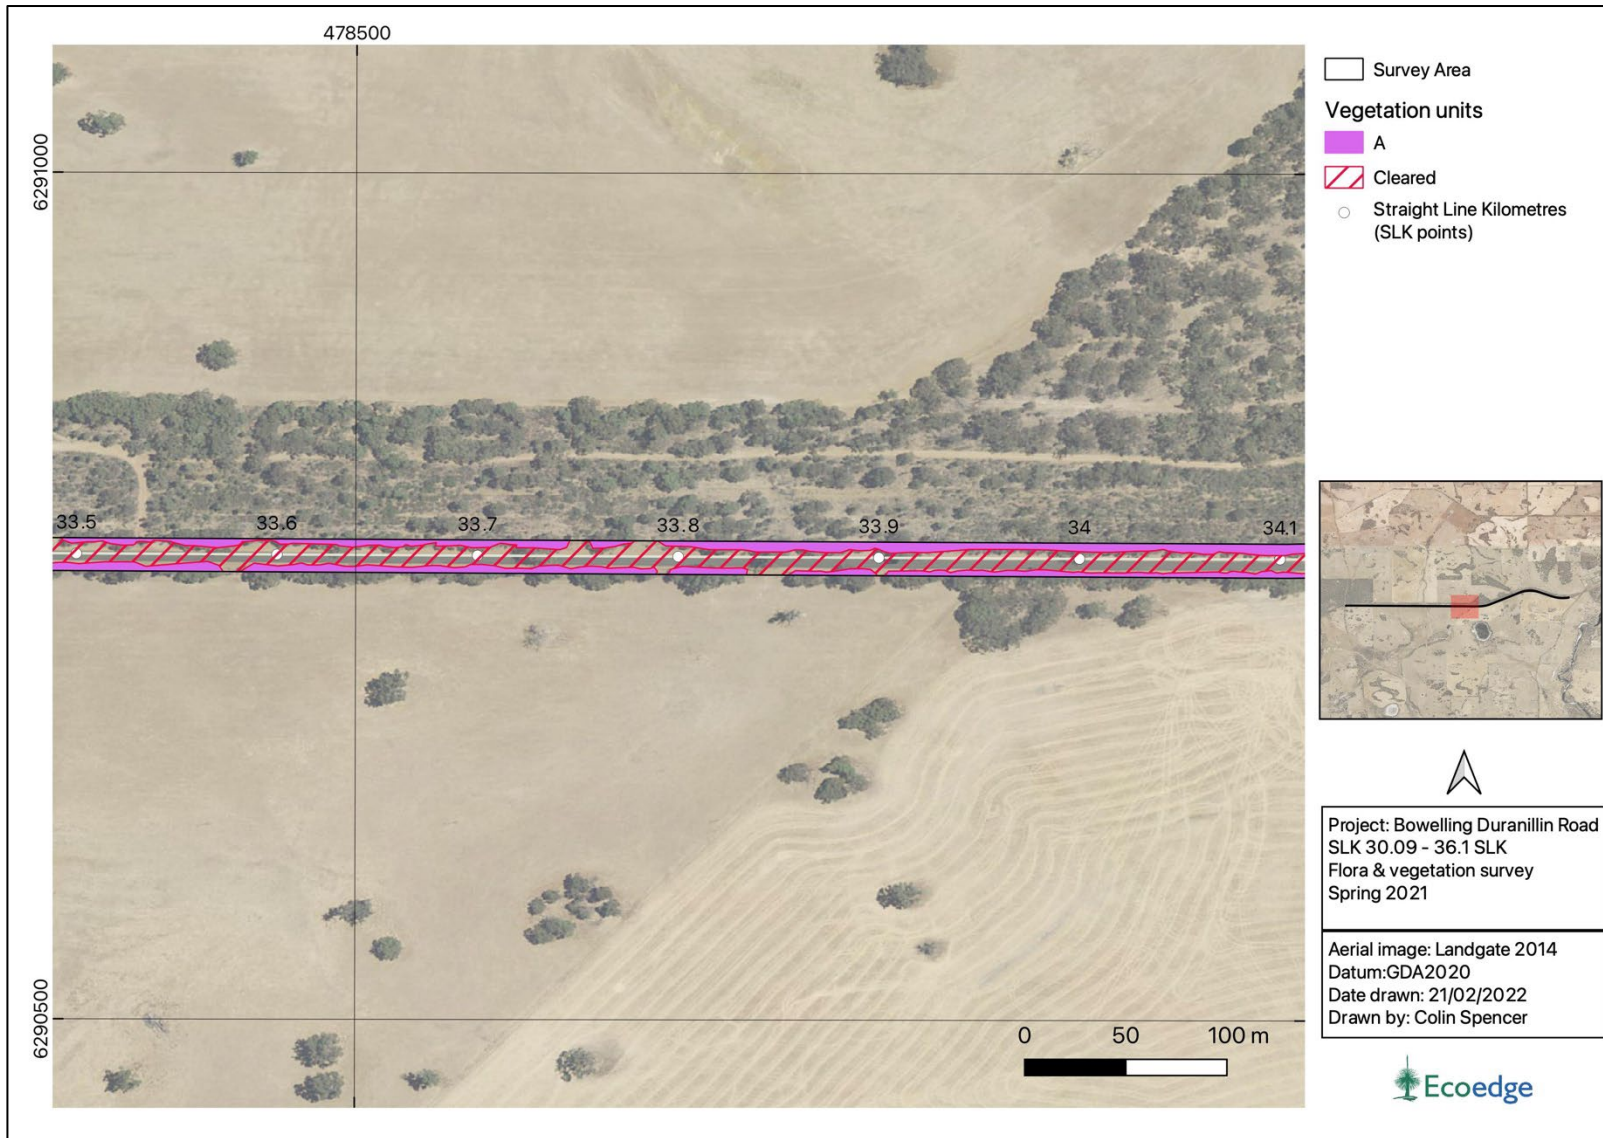 478500
6291000
6290500
33.5
33.6
33.7
33.8
33.9
34
34.1
0 50 100 m
Survey Area
Vegetation units
A
Cleared
Straight Line Kilometres
(SLK points)
Project: Bowelling Duranillin Road
SLK 30.09 - 36.1 SLK
Flora & vegetation survey
Spring 2021
Aerial image: Landgate 2014
Datum:GDA2020
Date drawn: 21/02/2022
Drawn by: Colin Spencer
Ecoedge